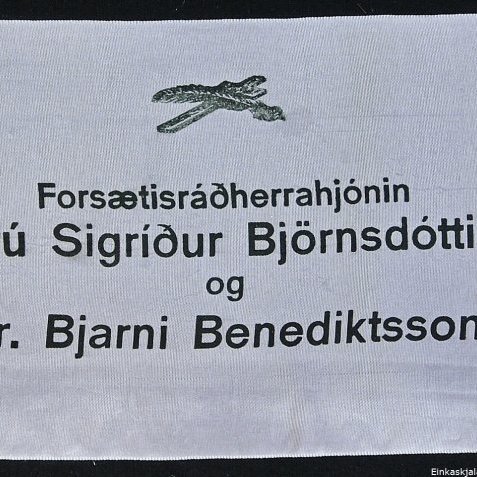 Forsætisráðherrahjónin
ú Sigríður Björnsdótti
og
r. Bjarni Benediktsson
Einkaskjal